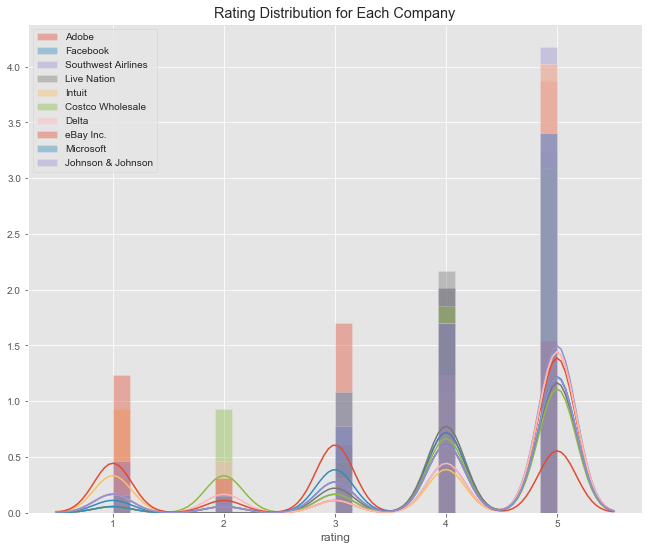 Rating Distribution for Each Company
Adobe
Facebook
Southwest Airlines
Live Nation
Intuit
Costco Wholesale
Delta
eBay Inc.
Microsoft
Johnson & Johnson
4.0
3.5
3.0
2.5
2.0
1.5
1.0
0.5
0.0
1 2 3 4 5
rating